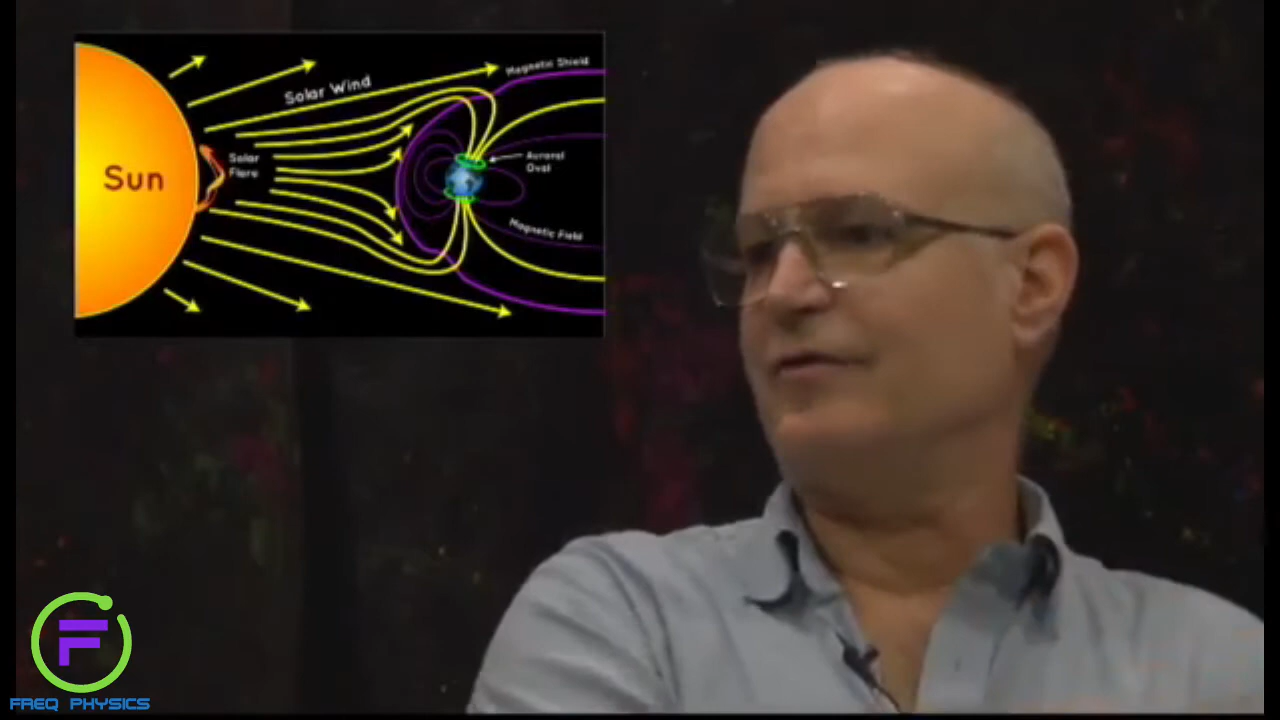 Magnetic Shield
Solar Wind
Solar
Flare
Auroral
Oval
Sun
Magnetic Field
F
FREQ PHYSICS